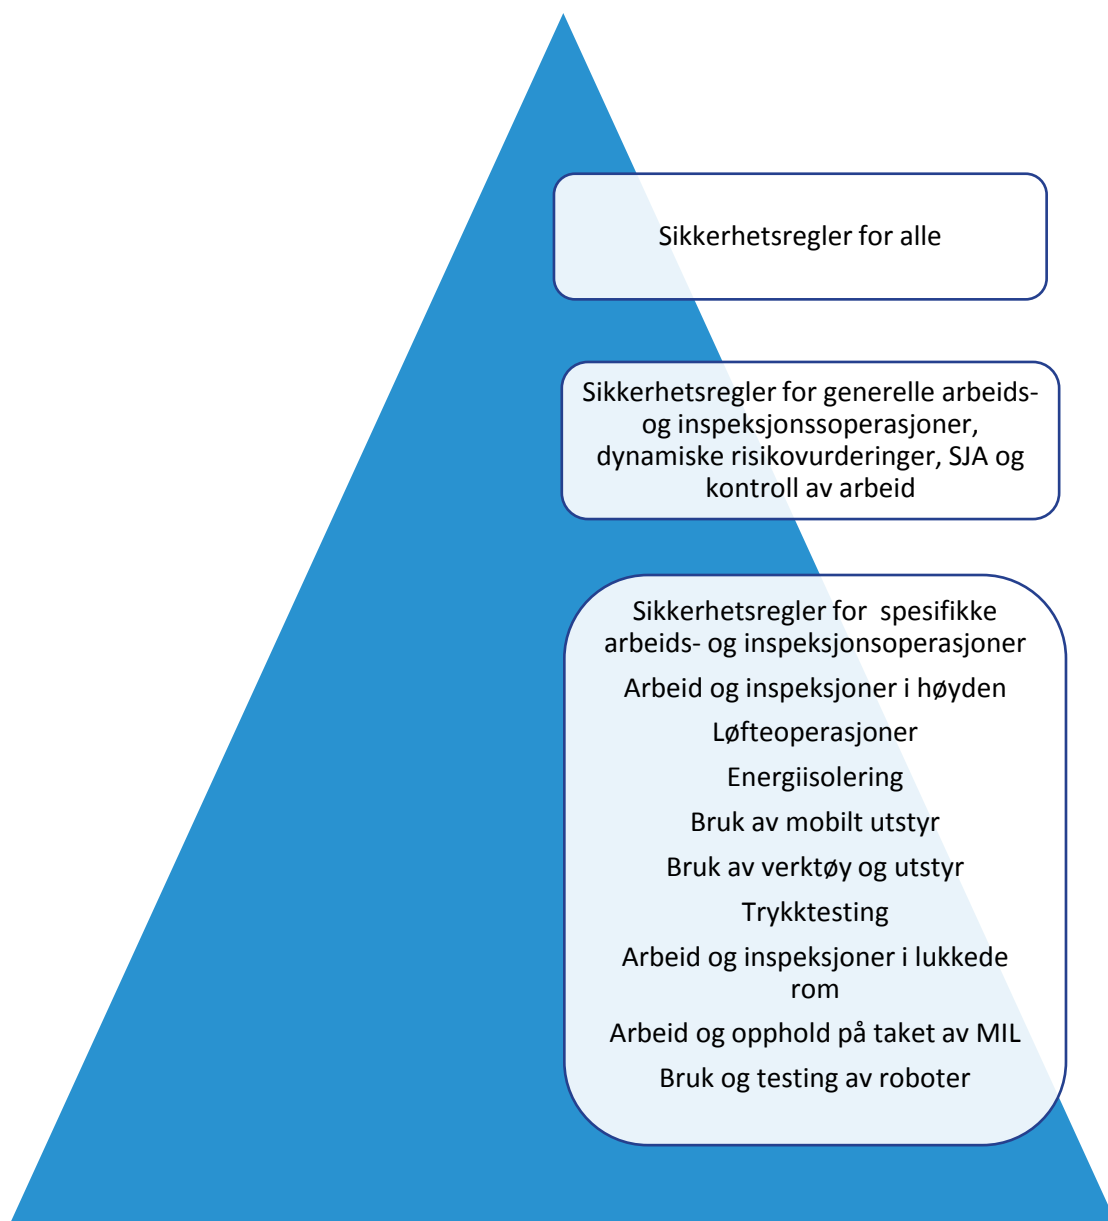 Sikkerhetsregler for alle
Sikkerhetsregler for generelle arbeids-
og inspeksjonssoperasjoner,
dynamiske risikovurderinger, SJA og
kontroll av arbeid
Sikkerhetsregler for  spesifikke
arbeids- og inspeksjonsoperasjoner
Arbeid og inspeksjoner i høyden
Løfteoperasjoner
Energiisolering
Bruk av mobilt utstyr
Bruk av verktøy og utstyr
Trykktesting
Arbeid og inspeksjoner i lukkede
rom
Arbeid og opphold på taket av MIL
Bruk og testing av roboter